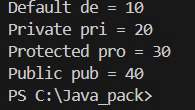 Default de = 10
Private pri = 20
Protected pro = 30
Public pub = 40
PS C:\Java_pack>